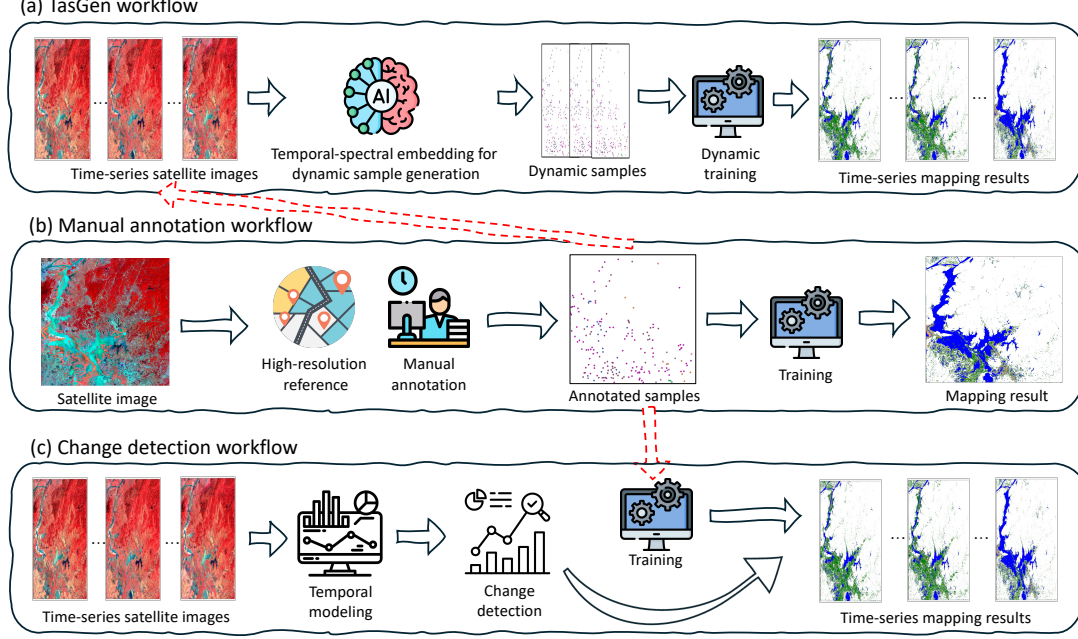 (a) TasGen workflow
... ...
AI
... ...
Time-series satellite images
Temporal-spectral embedding for
dynamic sample generation
Dynamic samples
Dynamic
training
Time-series mapping results
(b) Manual annotation workflow
Satellite image
High-resolution
reference
Manual
annotation
Annotated samples
Training
Mapping result
(c) Change detection workflow
... ...
... ...
Time-series satellite images
Temporal
modeling
Change
detection
Training
Time-series mapping results